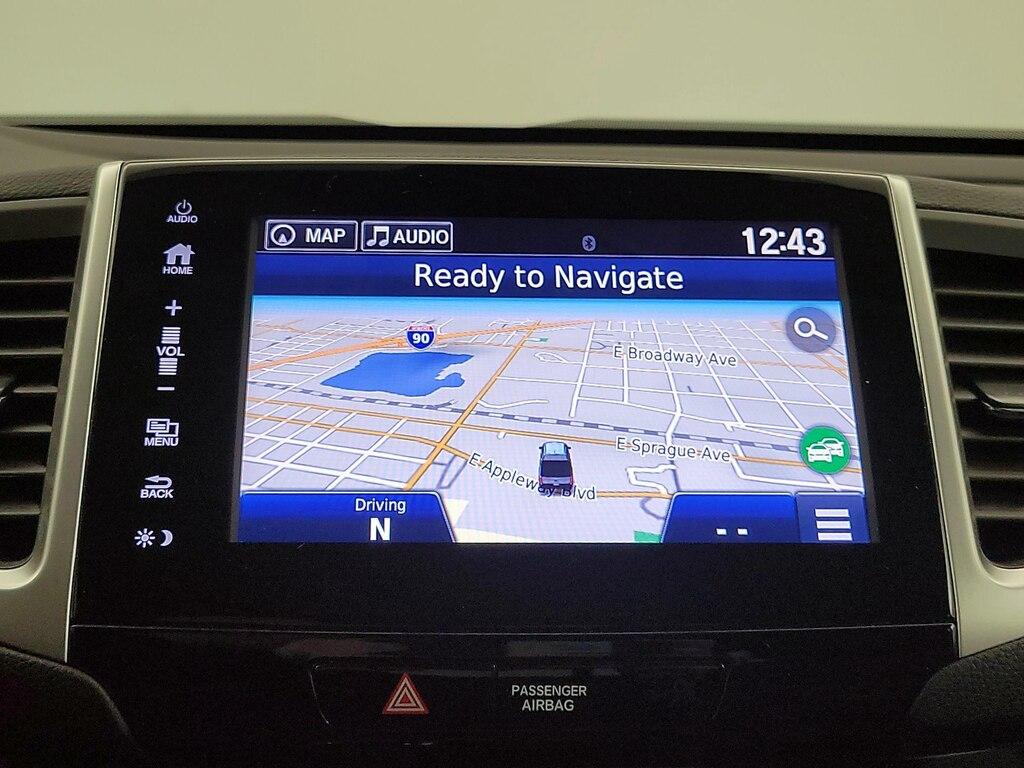 AUDIO
HOME
+
VOL
−
MENU
BACK
MAP
AUDIO
12:43
Ready to Navigate
90
E Broadway Ave
E Sprague Ave
E Appleway Blvd
Driving
N
- -
PASSENGER
AIRBAG